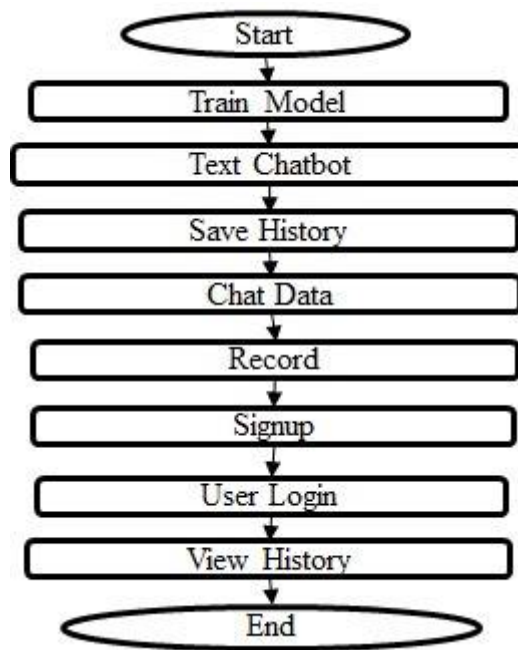 Start
Train Model
Text Chatbot
Save History
Chat Data
Record
Signup
User Login
View History
End